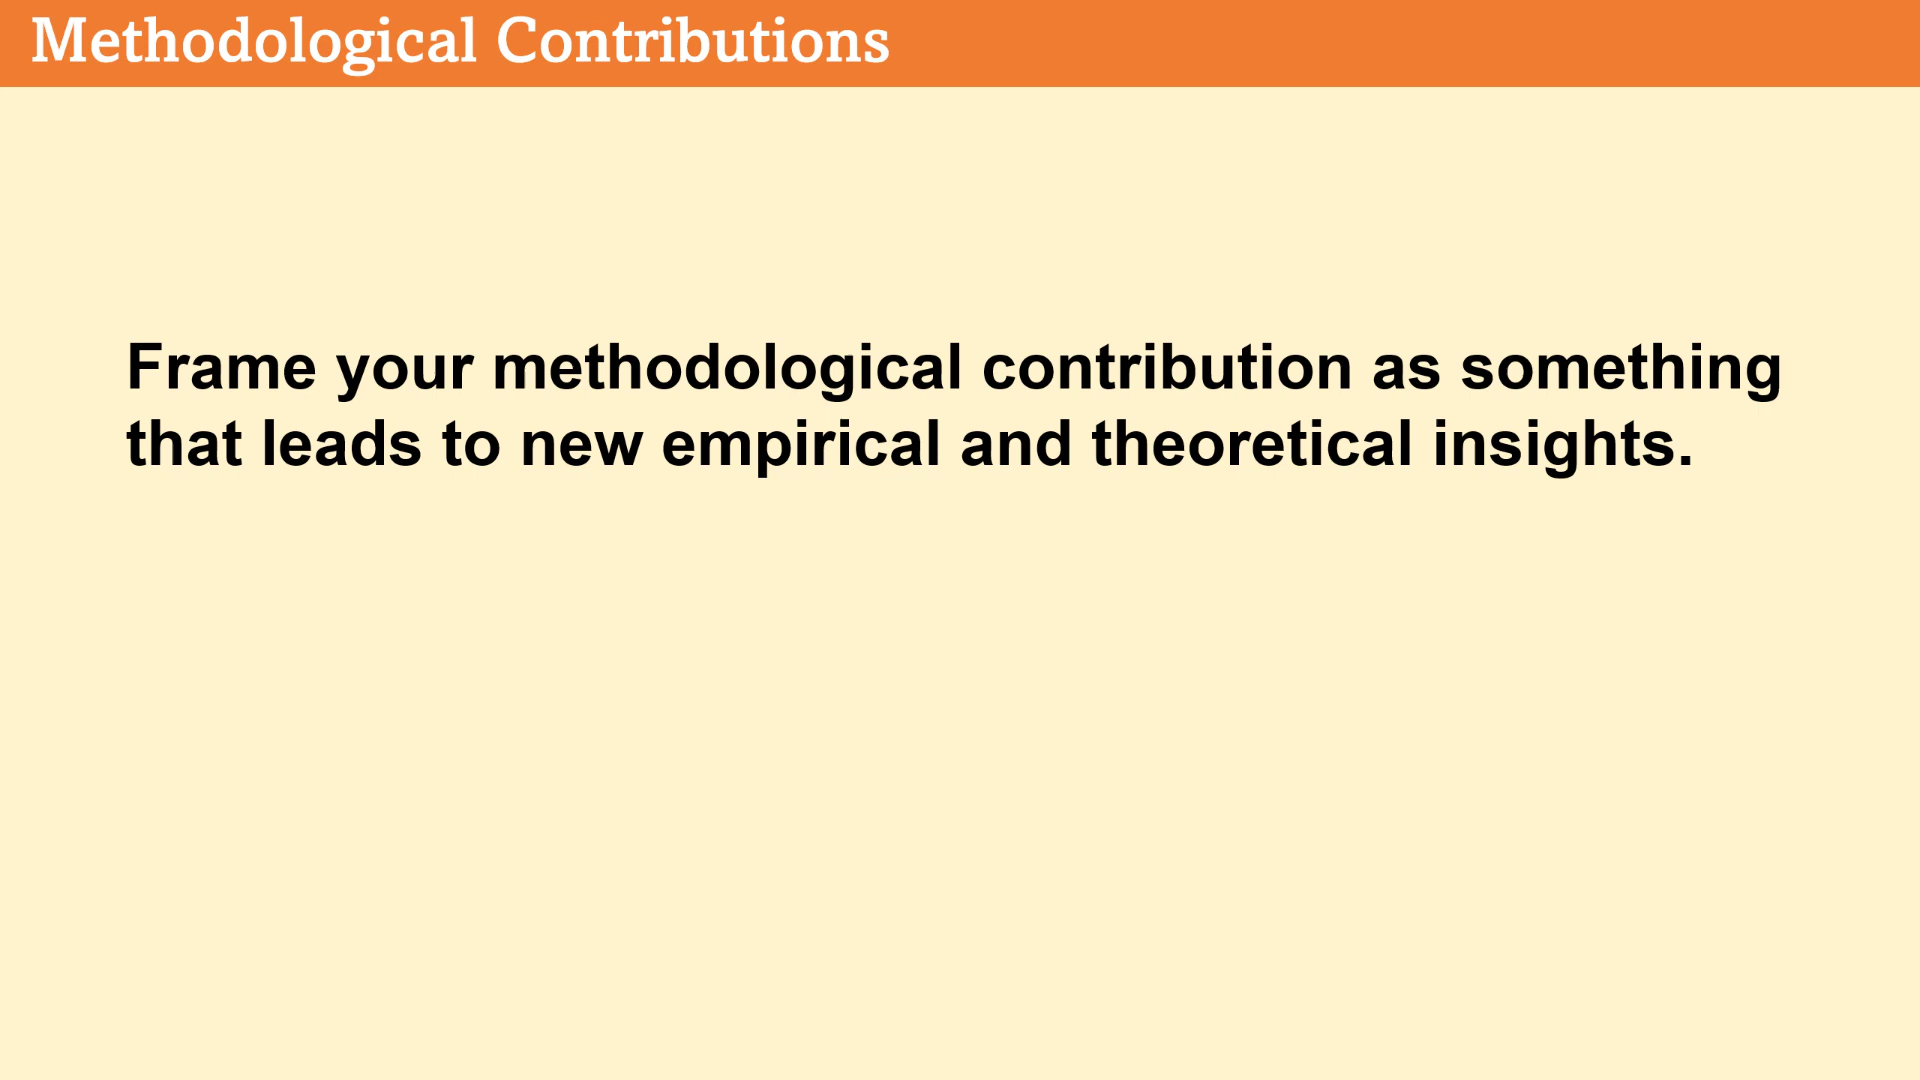 Methodological Contributions
Frame your methodological contribution as something
that leads to new empirical and theoretical insights.